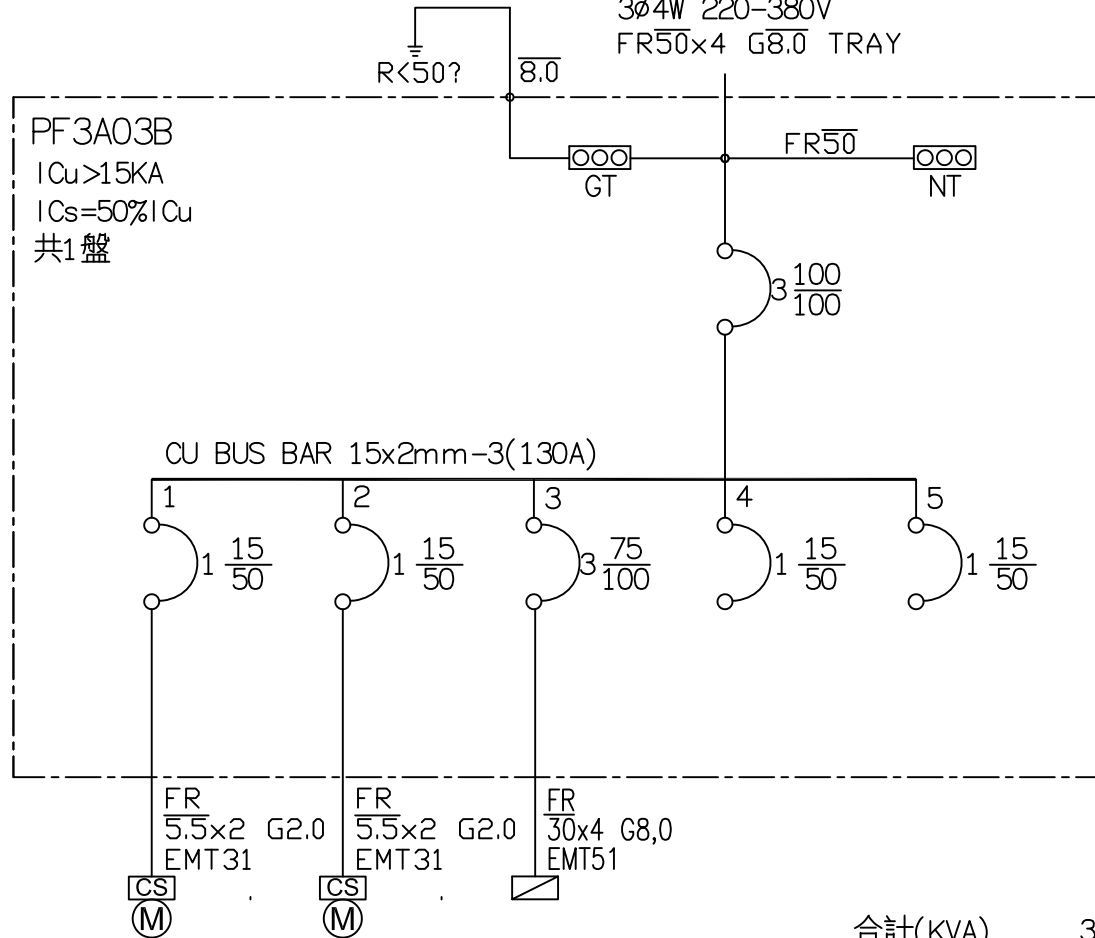 3ø4W 220-380V
FR50x4 G8.0 TRAY
R<50?
8.0
PF3A03B
ICu>15KA
ICs=50%ICu
共1盤
GT
FR50
NT
3 100
100
CU BUS BAR 15x2mm-3(130A)
1
2
3
4
5
1 15
50
1 15
50
3 75
100
1 15
50
1 15
50
FR
5.5x2 G2.0
EMT31
FR
5.5x2 G2.0
EMT31
FR
30x4 G8,0
EMT51
CS
M
CS
M
合計(KVA)